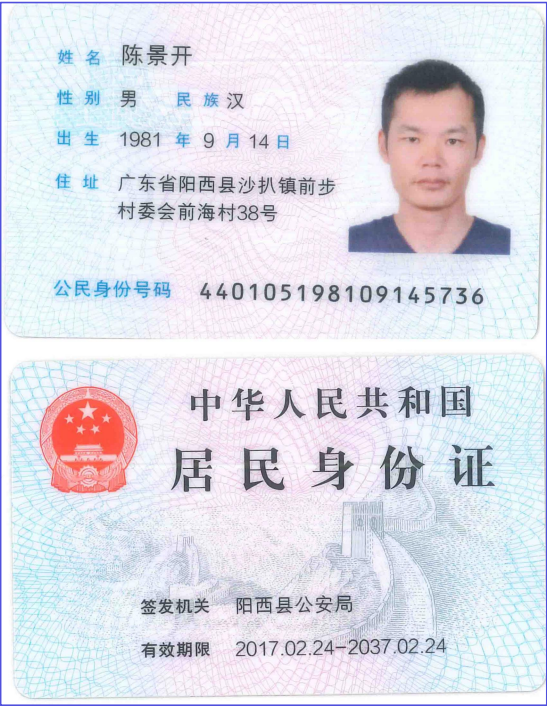 姓名 陈景开
性别 男 民族 汉
出生 1981 年 9 月 14 日
住址 广东省阳西县沙扒镇前步
村委会前海村38号
公民身份号码 440105198109145736
中华人民共和国
居民身份证
签发机关 阳西县公安局
有效期限 2017.02.24-2037.02.24